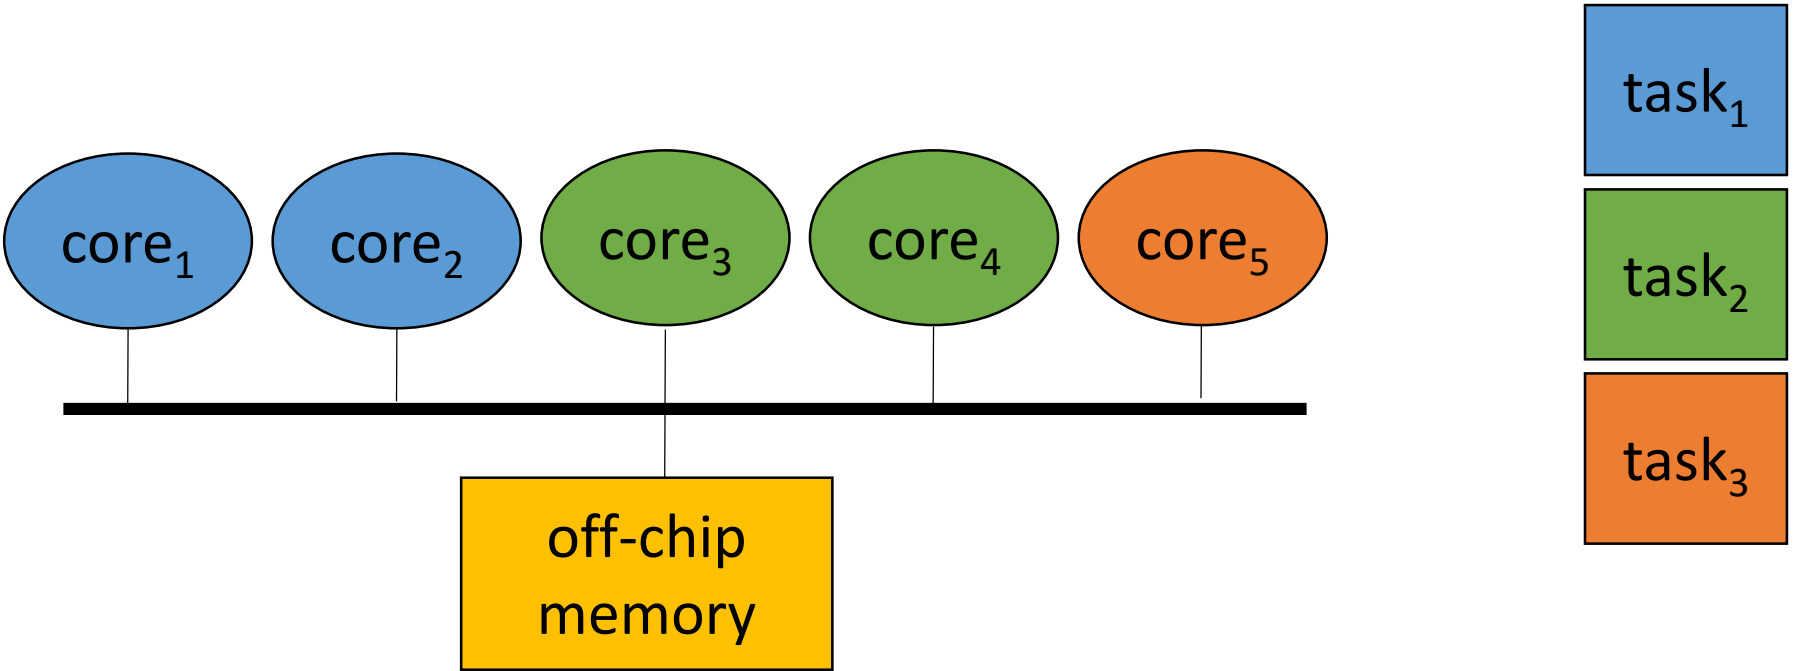 core₁
core₂
core₃
core₄
core₅
off-chip
memory
task₁
task₂
task₃